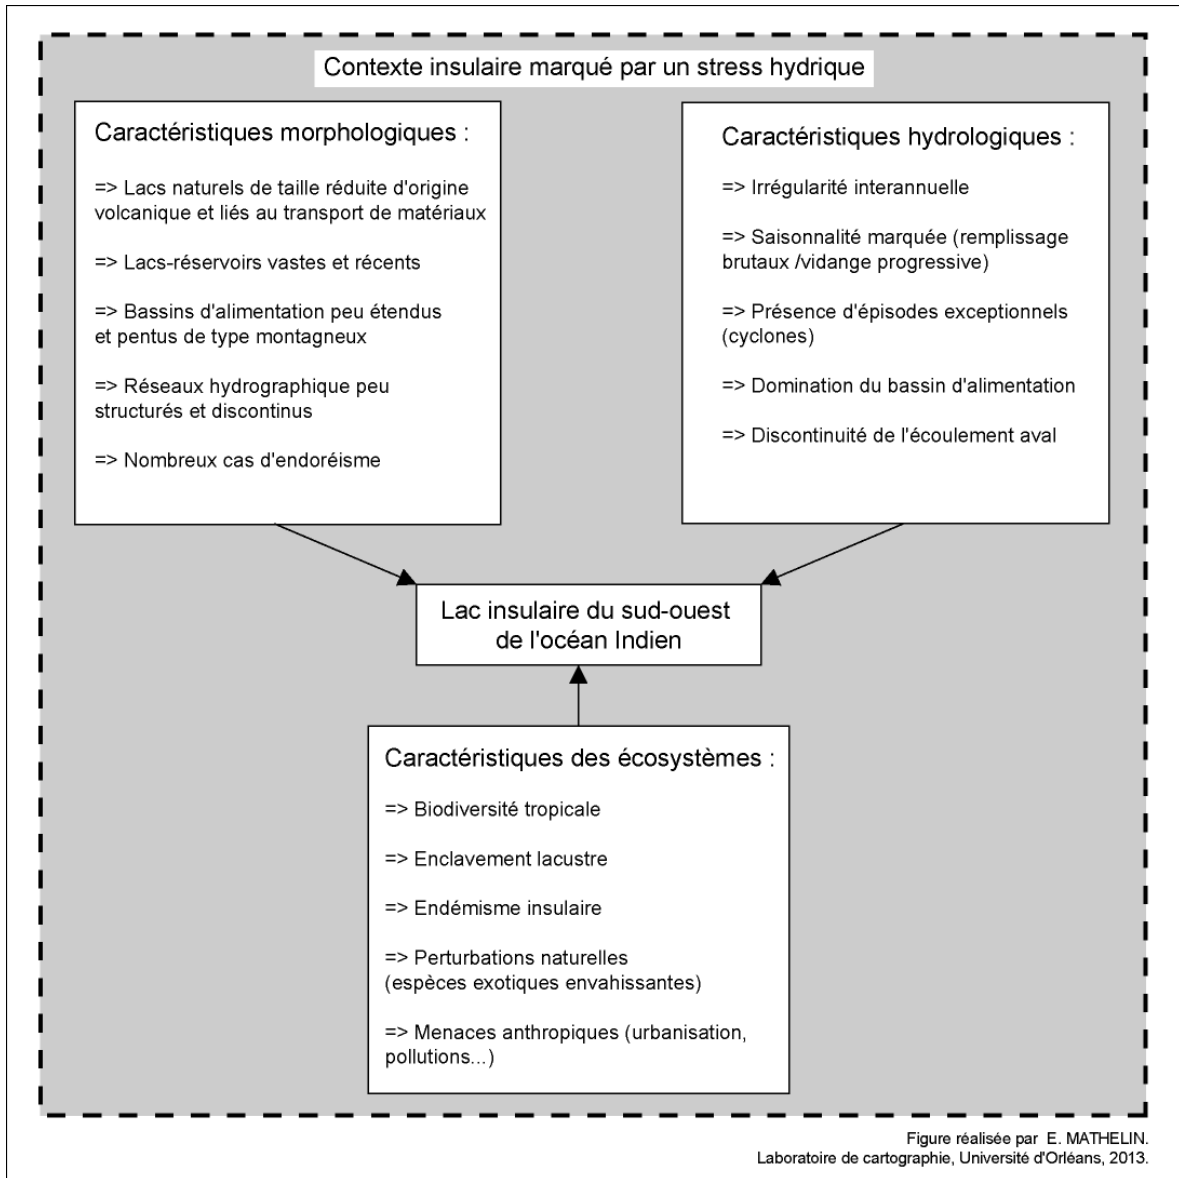 Contexte insulaire marqué par un stress hydrique
Caractéristiques morphologiques :
=> Lacs naturels de taille réduite d'origine
volcanique et liés au transport de matériaux
=> Lacs-réservoirs vastes et récents
=> Bassins d'alimentation peu étendus
et pentus de type montagneux
=> Réseaux hydrographique peu
structurés et discontinus
=> Nombreux cas d'endoréisme
Caractéristiques hydrologiques :
=> Irrégularité interannuelle
=> Saisonnalité marquée (remplissage
brutaux /vidange progressive)
=> Présence d'épisodes exceptionnels
(cyclones)
=> Domination du bassin d'alimentation
=> Discontinuité de l'écoulement aval
Lac insulaire du sud-ouest
de l'océan Indien
Caractéristiques des écosystèmes :
=> Biodiversité tropicale
=> Enclavement lacustre
=> Endémisme insulaire
=> Perturbations naturelles
(espèces exotiques envahissantes)
=> Menaces anthropiques (urbanisation,
pollutions...)
Figure réalisée par E. MATHELIN.
Laboratoire de cartographie, Université d'Orléans, 2013.